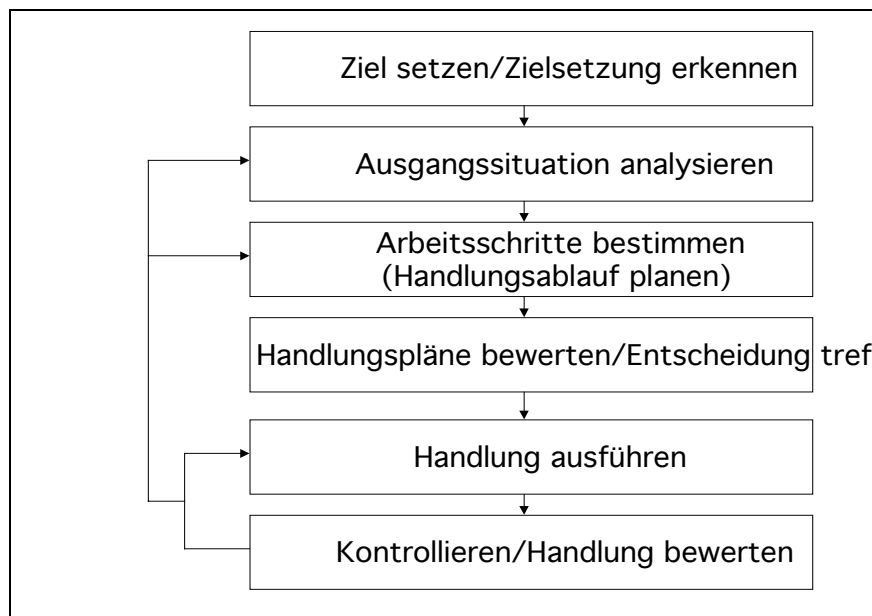 Ziel setzen/Zielsetzung erkennen
Ausgangssituation analysieren
Arbeitsschritte bestimmen
(Handlungsablauf planen)
Handlungspläne bewerten/Entscheidung tref
Handlung ausführen
Kontrollieren/Handlung bewerten